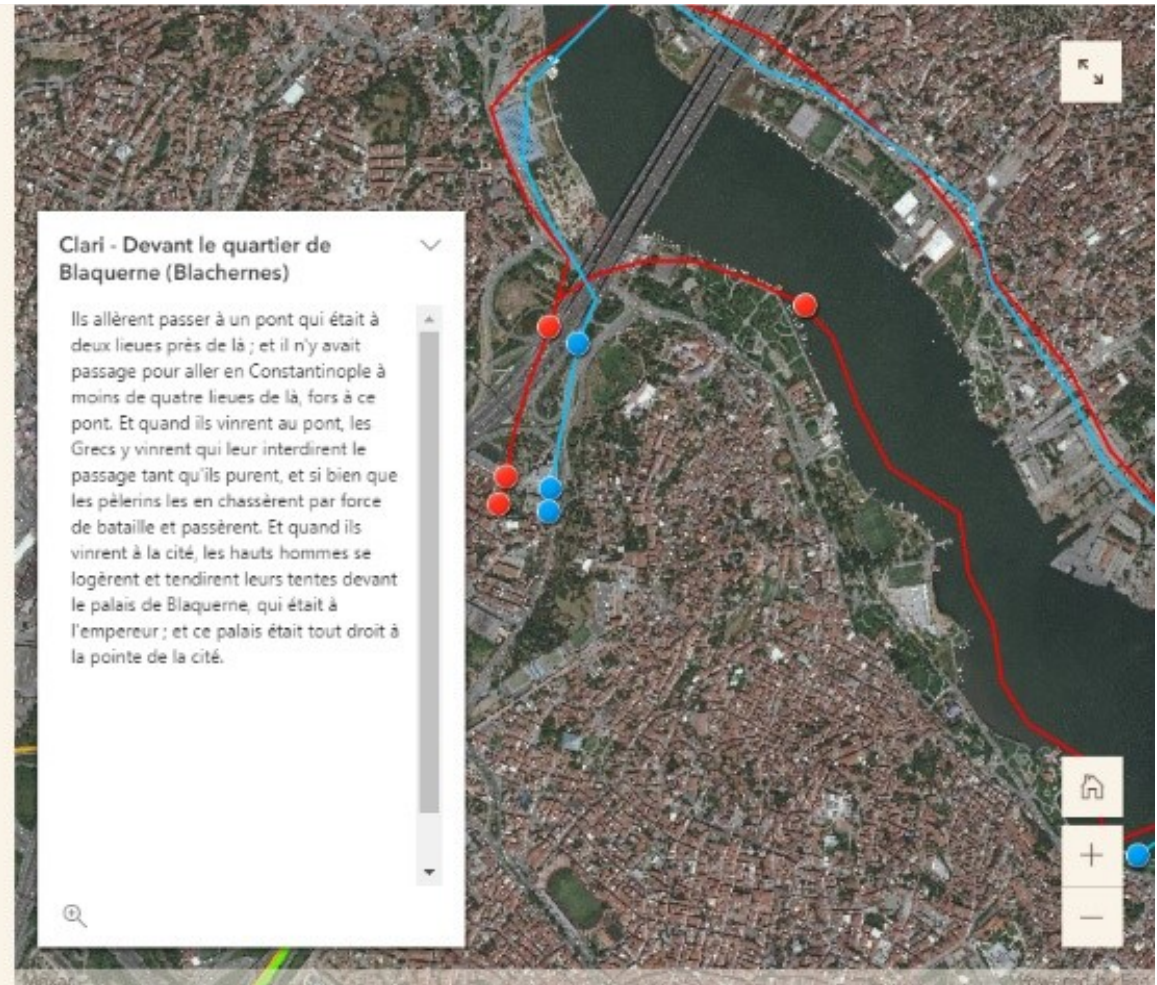 Clari - Devant le quartier de
Blaquerne (Blachernes)
Ils allèrent passer à un pont qui était à
deux lieues près de là ; et il n'y avait
passage pour aller en Constantinople à
moins de quatre lieues de là, fors à ce
pont. Et quand ils vinrent au pont, les
Grecs y vinrent qui leur interdirent le
passage tant qu'ils purent, et si bien que
les pèlerins les en chassèrent par force
de bataille et passèrent. Et quand ils
vinrent à la cité, les hauts hommes se
logèrent et tendirent leurs tentes devant
le palais de Blaquerne, qui était à
l'empereur ; et ce palais était tout droit à
la pointe de la cité.